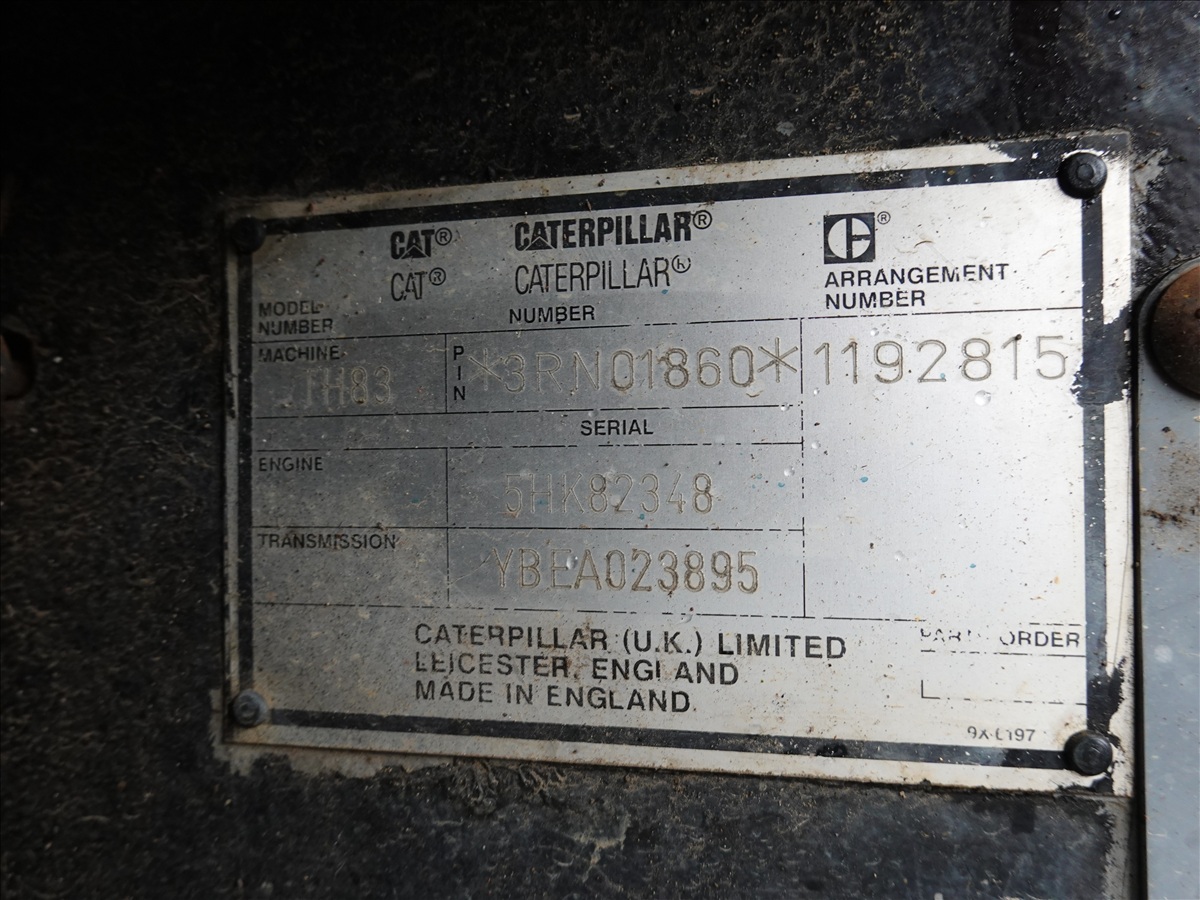 CAT® CATERPILLAR® ®
CAT® CATERPILLAR® ARRANGEMENT
MODEL NUMBER NUMBER
NUMBER
MACHINE TH83 PIN *3RN01860* 1192815
SERIAL
ENGINE 5HK82348
TRANSMISSION YBEA023895
CATERPILLAR (U.K.) LIMITED PART ORDER
LEICESTER, ENGLAND
MADE IN ENGLAND